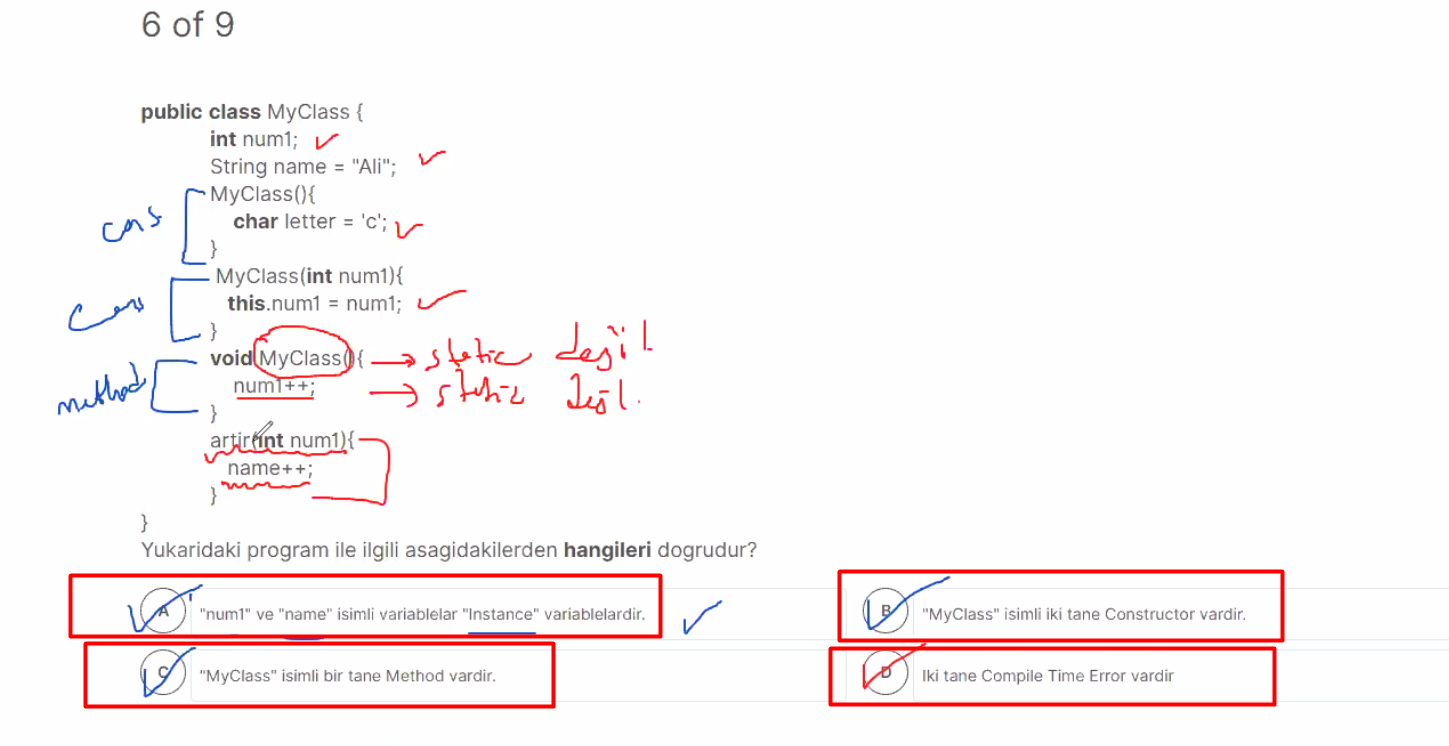 6 of 9
public class MyClass {
int num1;
String name = "Ali";
MyClass(){
char letter = 'c';
}
cons
MyClass(int num1){
this.num1 = num1;
}
cons
void MyClass(){ → static değil
num1++; → static değil.
}
method
artir(int num1){
name++;
}
}
Yukaridaki program ile ilgili asagidakilerden hangileri dogrudur?
A "num1" ve "name" isimli variablelar "Instance" variablelardir.
B "MyClass" isimli iki tane Constructor vardir.
C "MyClass" isimli bir tane Method vardir.
D Iki tane Compile Time Error vardir